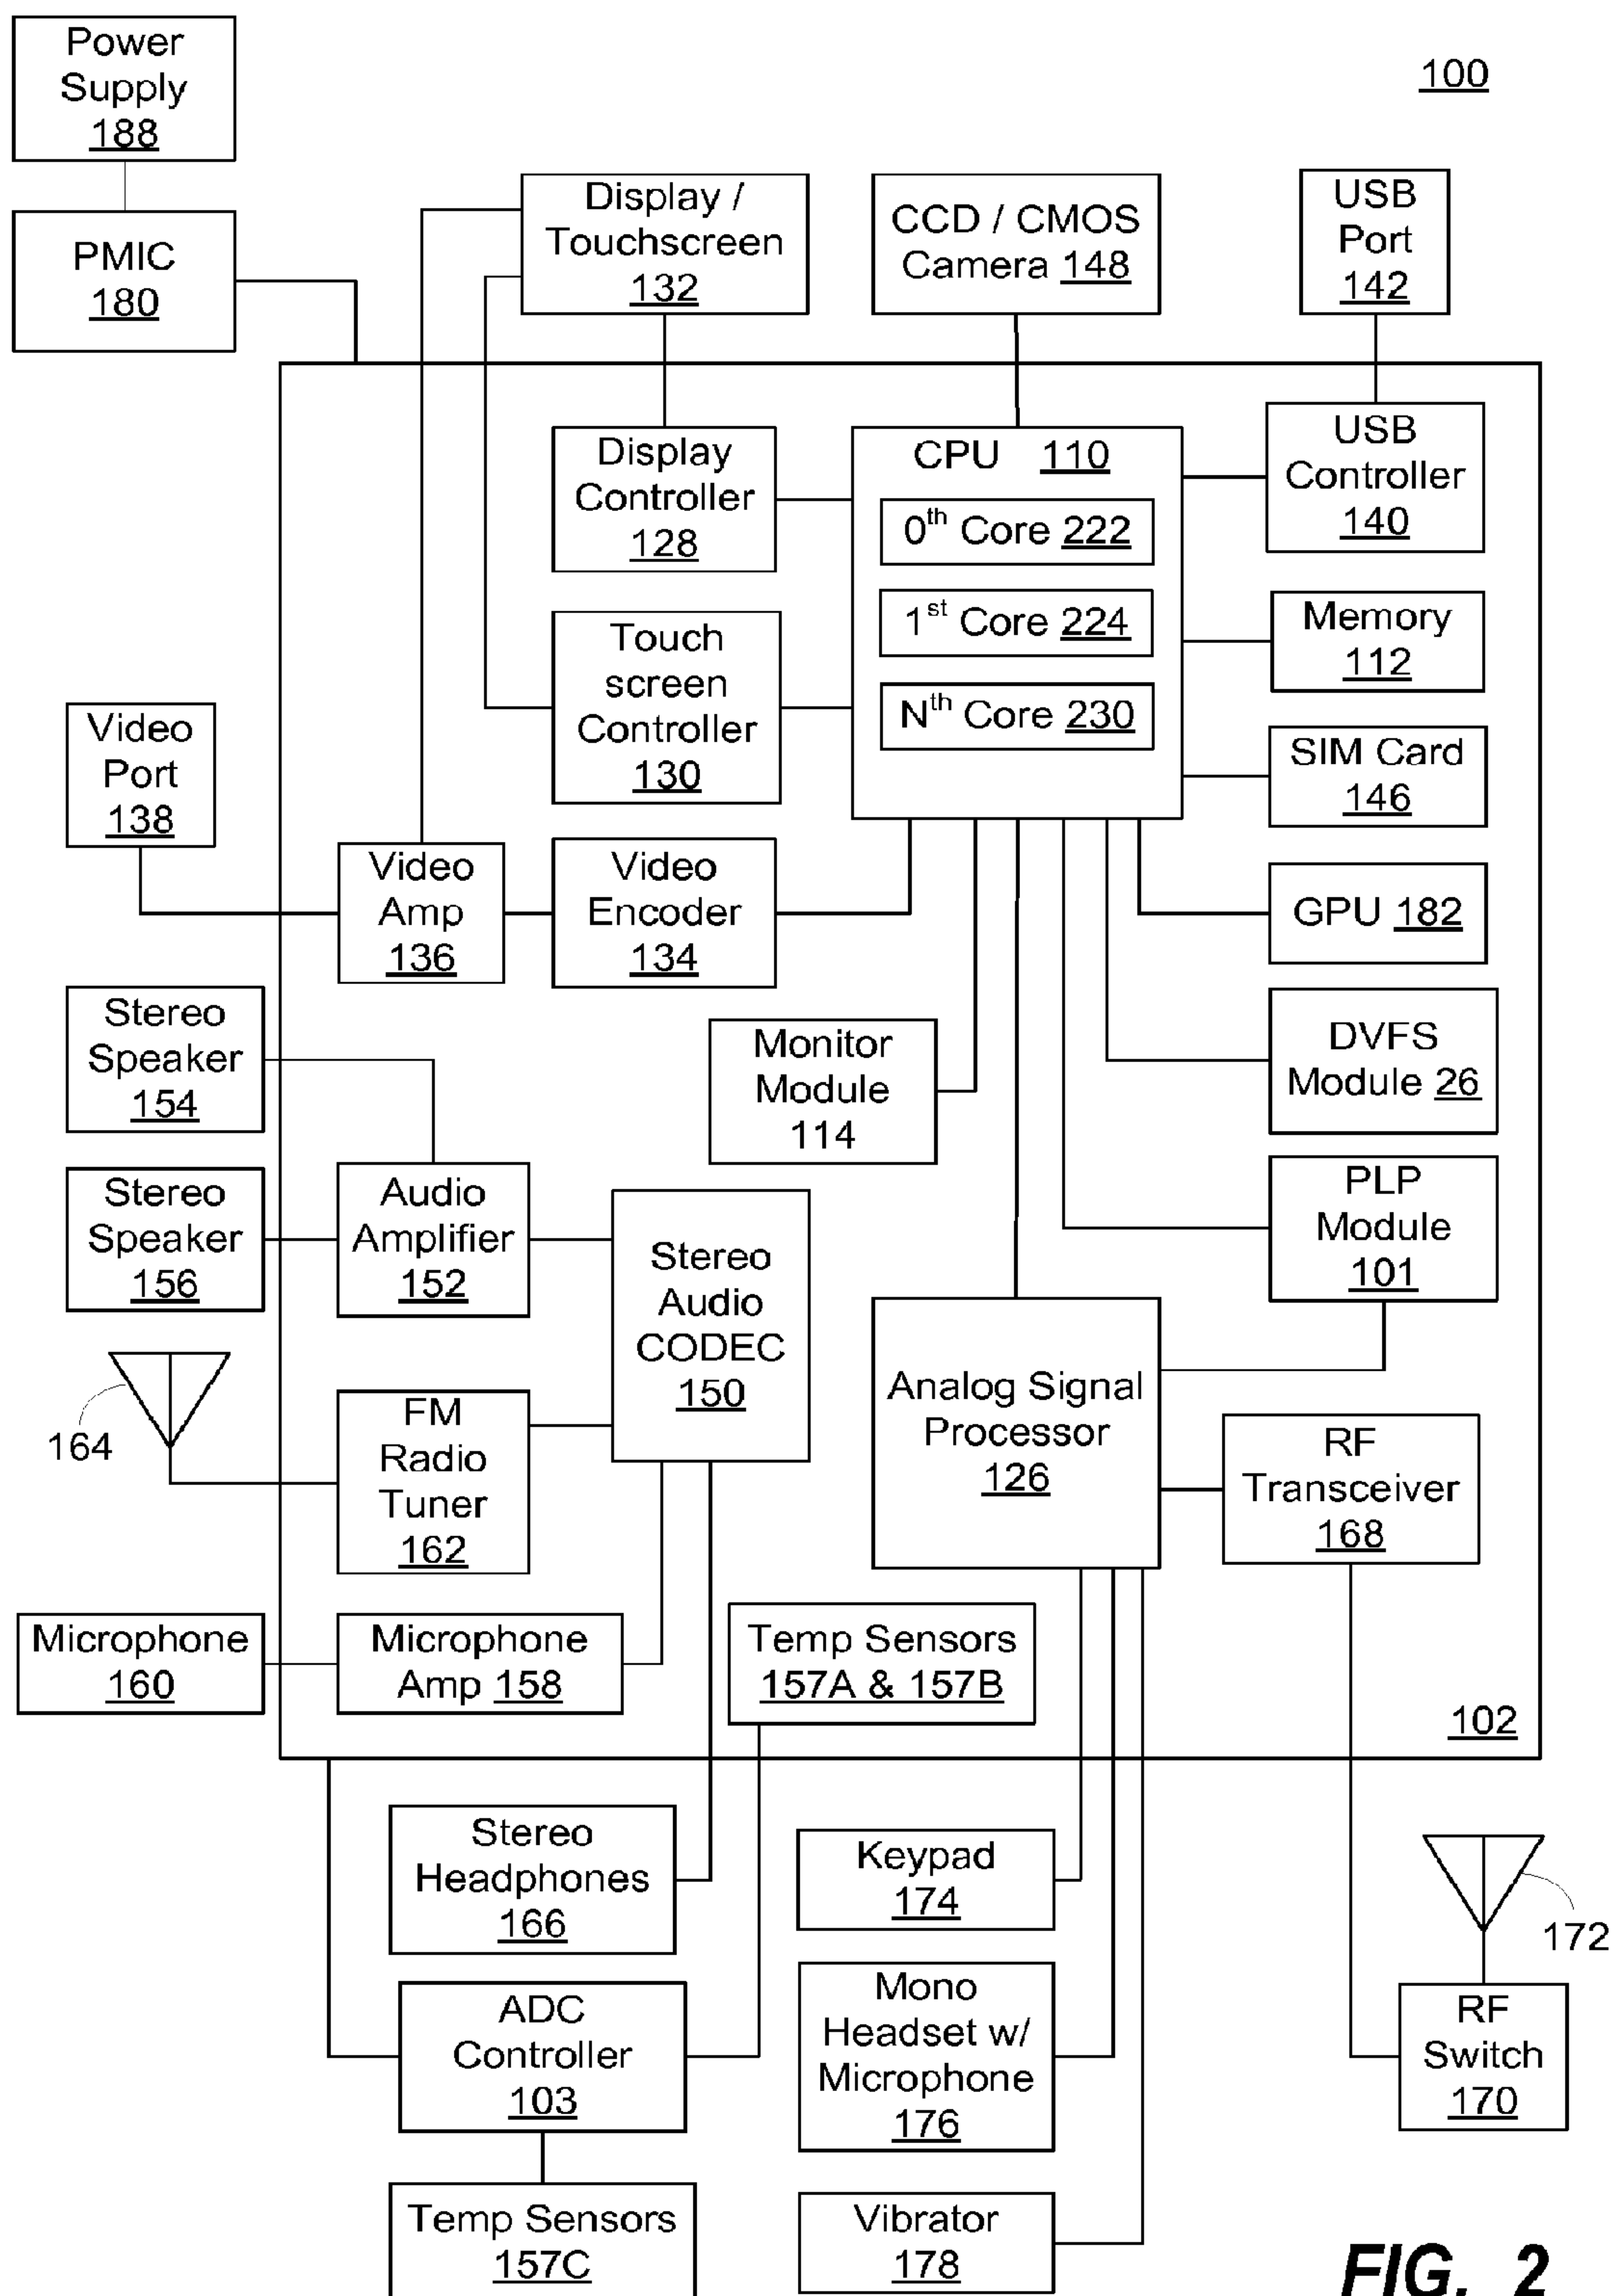 Power
Supply
188
100
PMIC
180
Display /
Touchscreen
132
CCD / CMOS
Camera 148
USB
Port
142
Display
Controller
128
CPU 110
0th Core 222
1st Core 224
Nth Core 230
USB
Controller
140
Memory
112
Touch
screen
Controller
130
SIM Card
146
Video
Port
138
Video
Amp
136
Video
Encoder
134
GPU 182
Stereo
Speaker
154
Monitor
Module
114
DVFS
Module 26
Stereo
Speaker
156
Audio
Amplifier
152
Stereo
Audio
CODEC
150
PLP
Module
101
164
FM
Radio
Tuner
162
Analog Signal
Processor
126
RF
Transceiver
168
Microphone
160
Microphone
Amp 158
Temp Sensors
157A & 157B
102
Stereo
Headphones
166
Keypad
174
172
ADC
Controller
103
Mono
Headset w/
Microphone
176
RF
Switch
170
Temp Sensors
157C
Vibrator
178
FIG. 2